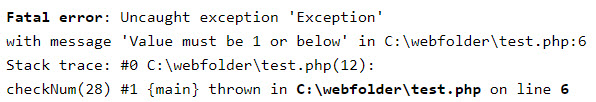 Fatal error: Uncaught exception 'Exception'
with message 'Value must be 1 or below' in C:\webfolder\test.php:6
Stack trace: #0 C:\webfolder\test.php(12):
checkNum(28) #1 {main} thrown in C:\webfolder\test.php on line 6